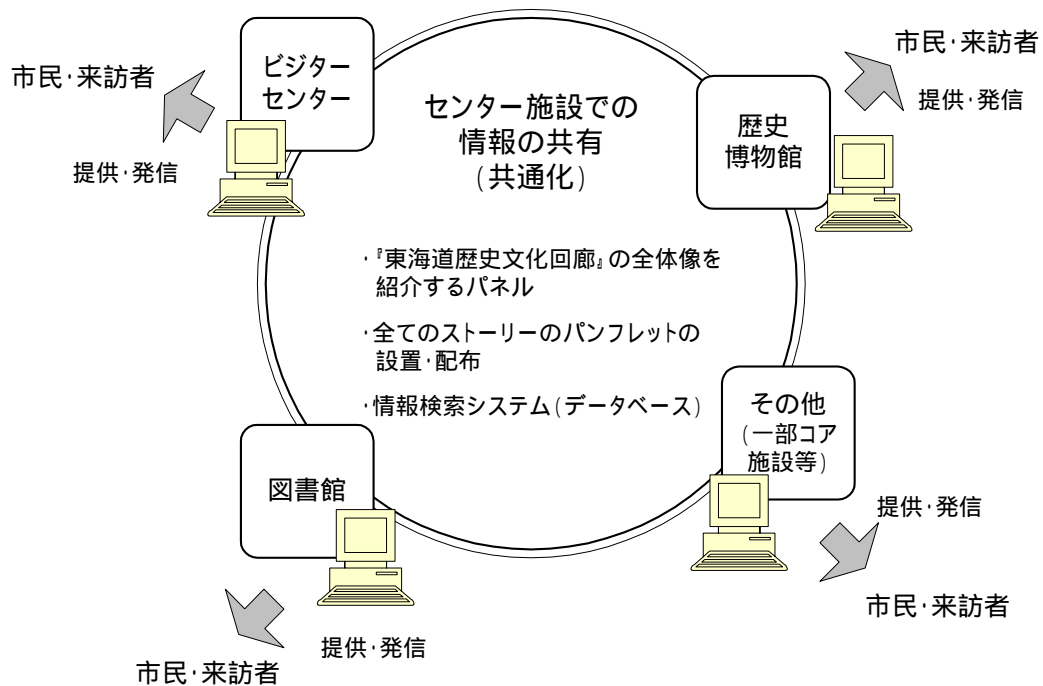 ビジター
センター
市民・来訪者
提供・発信
センター施設での
情報の共有
(共通化)
歴史
博物館
市民・来訪者
提供・発信
・『東海道歴史文化回廊』の全体像を
紹介するパネル
・全てのストーリーのパンフレットの
設置・配布
・情報検索システム(データベース)
図書館
提供・発信
市民・来訪者
その他
(一部コア
施設等)
提供・発信
市民・来訪者